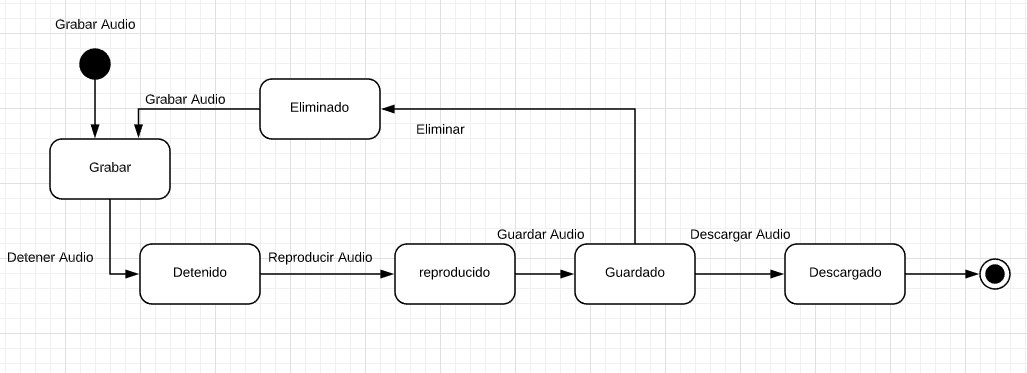 Grabar Audio
Grabar Audio
Eliminado
Eliminar
Grabar
Guardar Audio
Descargar Audio
Detener Audio
Detenido
Reproducir Audio
reproducido
Guardado
Descargado